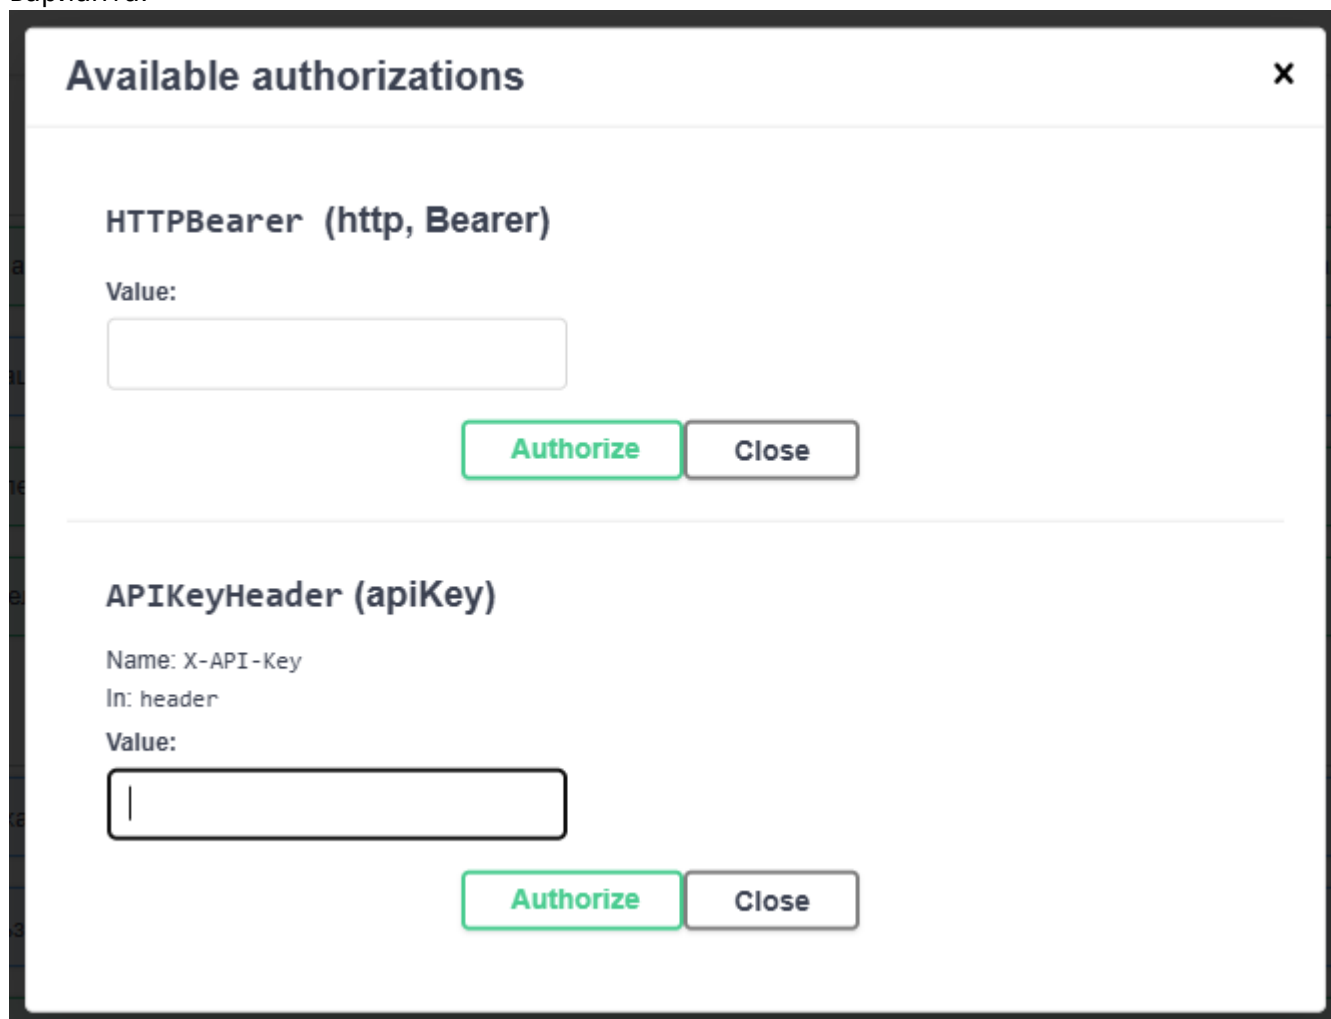 Available authorizations
HTTPBearer (http, Bearer)
Value:
Authorize Close
APIKeyHeader (apiKey)
Name: X-API-Key
In: header
Value:
Authorize Close